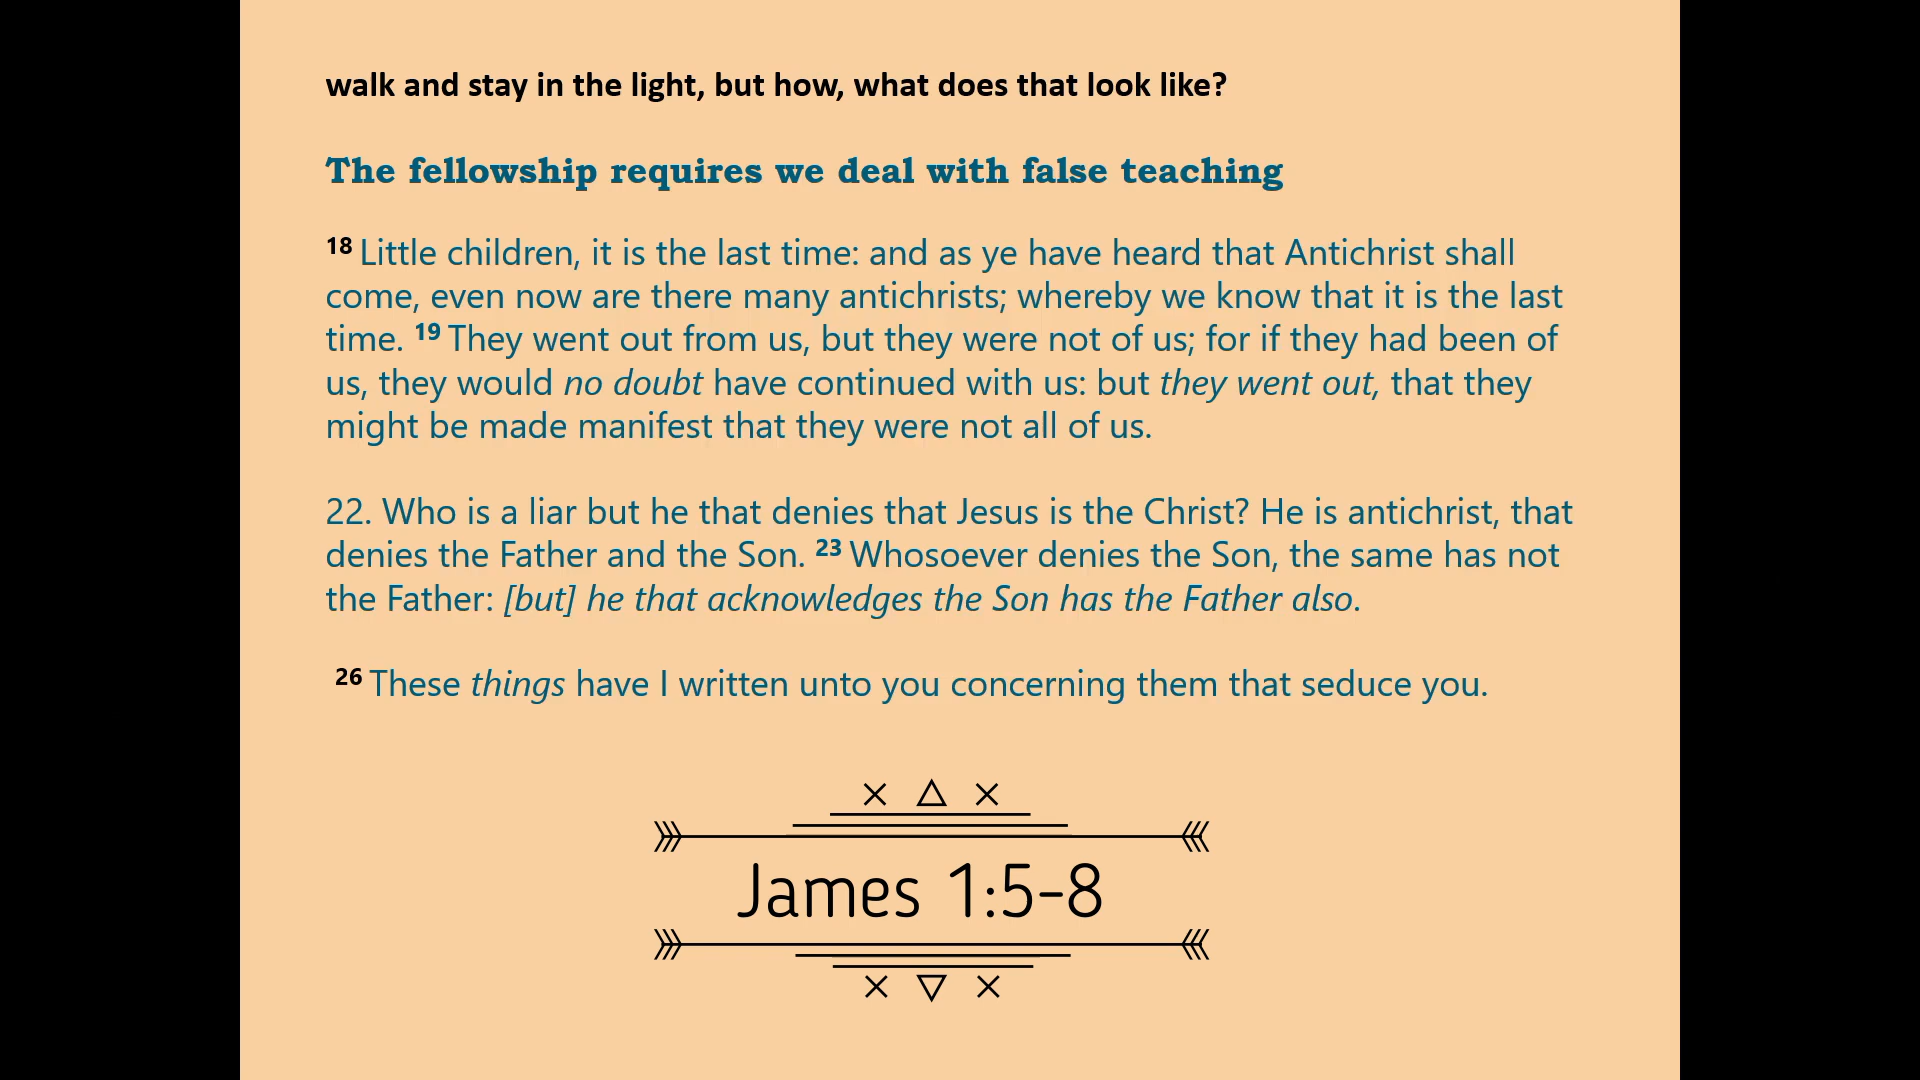 walk and stay in the light, but how, what does that look like?
The fellowship requires we deal with false teaching
18 Little children, it is the last time: and as ye have heard that Antichrist shall
come, even now are there many antichrists; whereby we know that it is the last
time. 19 They went out from us, but they were not of us; for if they had been of
us, they would no doubt have continued with us: but they went out, that they
might be made manifest that they were not all of us.
22. Who is a liar but he that denies that Jesus is the Christ? He is antichrist, that
denies the Father and the Son. 23 Whosoever denies the Son, the same has not
the Father: [but] he that acknowledges the Son has the Father also.
26 These things have I written unto you concerning them that seduce you.
James 1:5-8